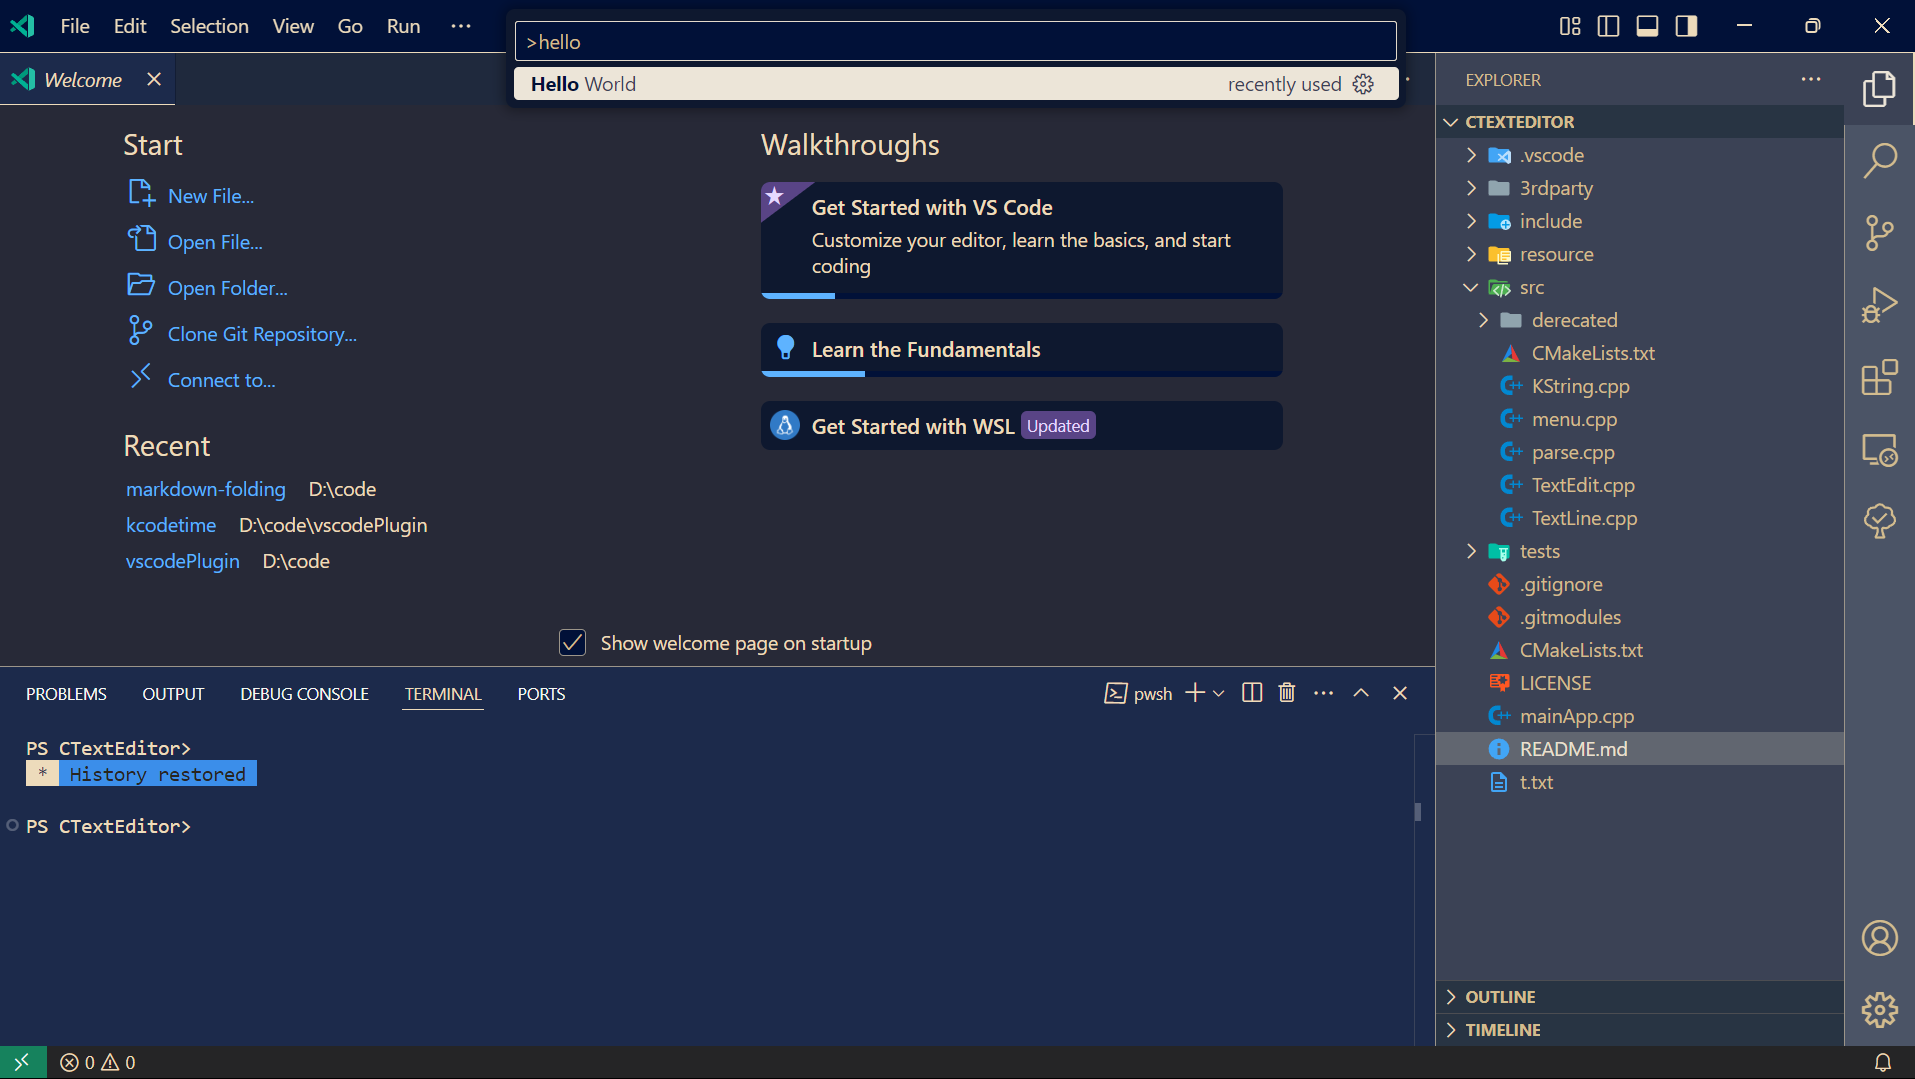 File Edit Selection View Go Run ···
>hello
Hello World recently used
Welcome
Start
New File...
Open File...
Open Folder...
Clone Git Repository...
Connect to...
Recent
markdown-folding D:\code
kcodetime D:\code\vscodePlugin
vscodePlugin D:\code
Walkthroughs
Get Started with VS Code
Customize your editor, learn the basics, and start
coding
Learn the Fundamentals
Get Started with WSL Updated
Show welcome page on startup
PROBLEMS OUTPUT DEBUG CONSOLE TERMINAL PORTS
pwsh
PS CTextEditor>
* History restored
PS CTextEditor>
EXPLORER
CTEXTEDITOR
.vscode
3rdparty
include
resource
src
derecated
CMakeLists.txt
KString.cpp
menu.cpp
parse.cpp
TextEdit.cpp
TextLine.cpp
tests
.gitignore
.gitmodules
CMakeLists.txt
LICENSE
mainApp.cpp
README.md
t.txt
OUTLINE
TIMELINE
0 0